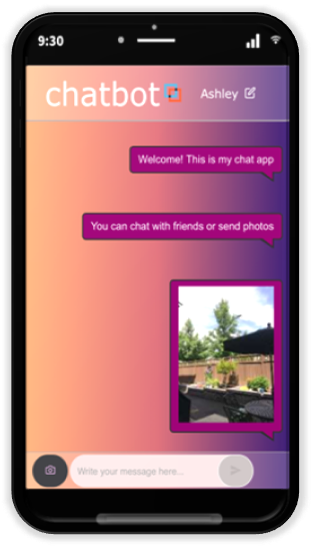 9:30
chatbot
Ashley
Welcome! This is my chat app
You can chat with friends or send photos
Write your message here...